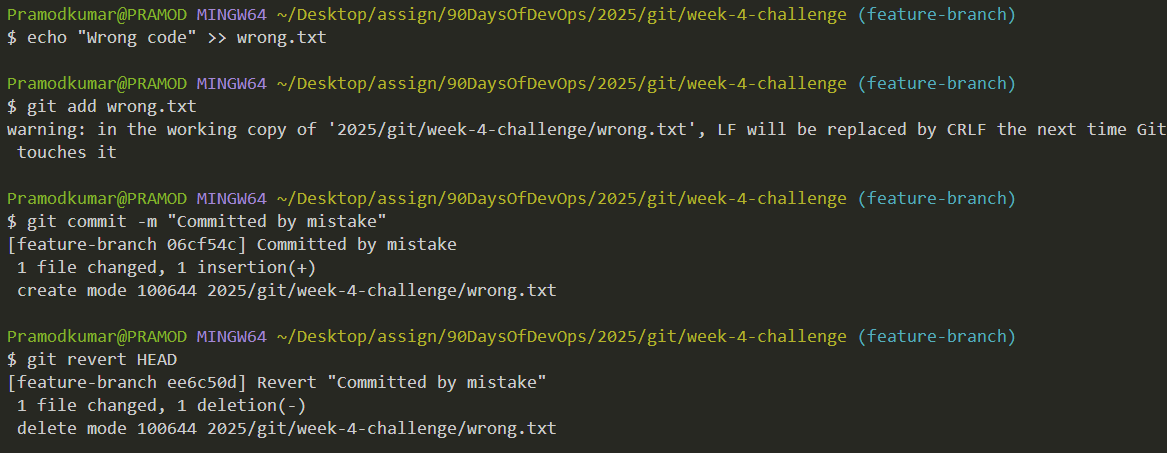 Pramodkumar@PRAMOD MINGW64 ~/Desktop/assign/90DaysOfDevOps/2025/git/week-4-challenge (feature-branch)
$ echo "Wrong code" >> wrong.txt
Pramodkumar@PRAMOD MINGW64 ~/Desktop/assign/90DaysOfDevOps/2025/git/week-4-challenge (feature-branch)
$ git add wrong.txt
warning: in the working copy of '2025/git/week-4-challenge/wrong.txt', LF will be replaced by CRLF the next time Git
 touches it
Pramodkumar@PRAMOD MINGW64 ~/Desktop/assign/90DaysOfDevOps/2025/git/week-4-challenge (feature-branch)
$ git commit -m "Committed by mistake"
[feature-branch 06cf54c] Committed by mistake
 1 file changed, 1 insertion(+)
 create mode 100644 2025/git/week-4-challenge/wrong.txt
Pramodkumar@PRAMOD MINGW64 ~/Desktop/assign/90DaysOfDevOps/2025/git/week-4-challenge (feature-branch)
$ git revert HEAD
[feature-branch ee6c50d] Revert "Committed by mistake"
 1 file changed, 1 deletion(-)
 delete mode 100644 2025/git/week-4-challenge/wrong.txt